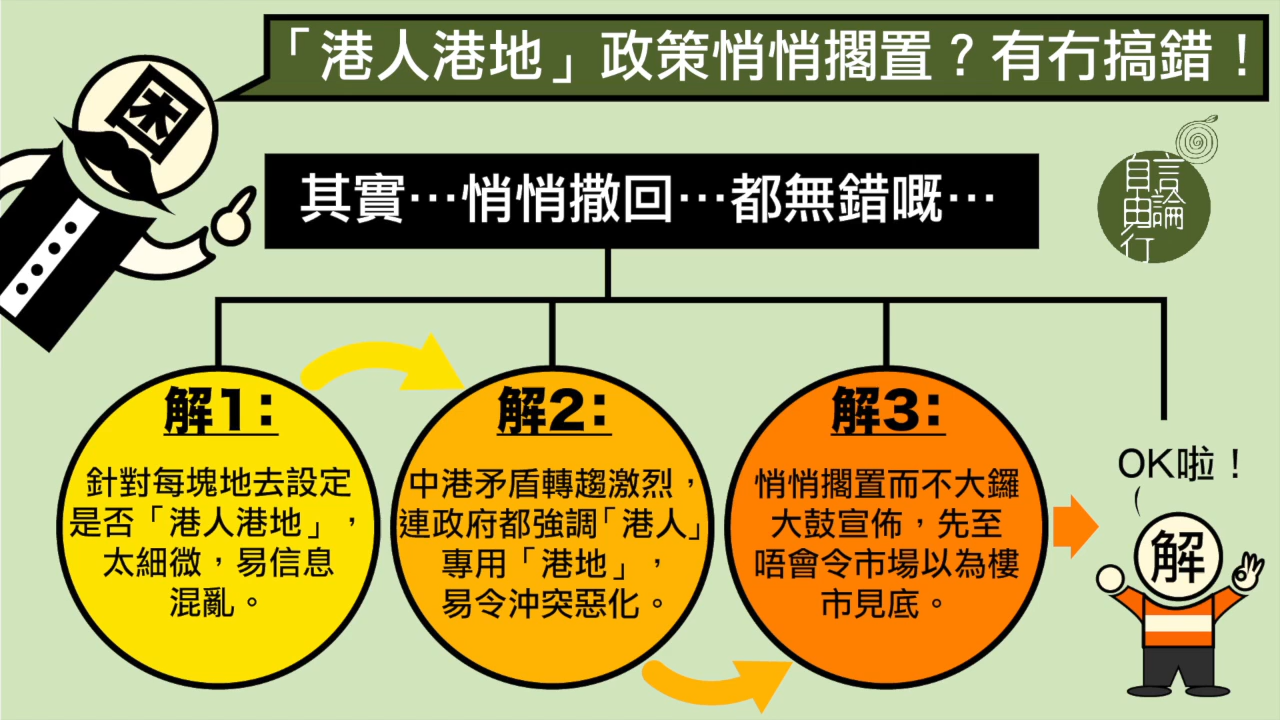 「港人港地」政策悄悄擱置？有冇搞錯！
困
其實…悄悄撒回…都無錯嘅…
言論
自由行
解1：
針對每塊地去設定
是否「港人港地」，
太細微，易信息
混亂。
解2：
中港矛盾轉趨激烈，
連政府都強調「港人」
專用「港地」，
易令沖突惡化。
解3：
悄悄擱置而不大鑼
大鼓宣佈，先至
唔會令市場以為樓
市見底。
OK啦！
解